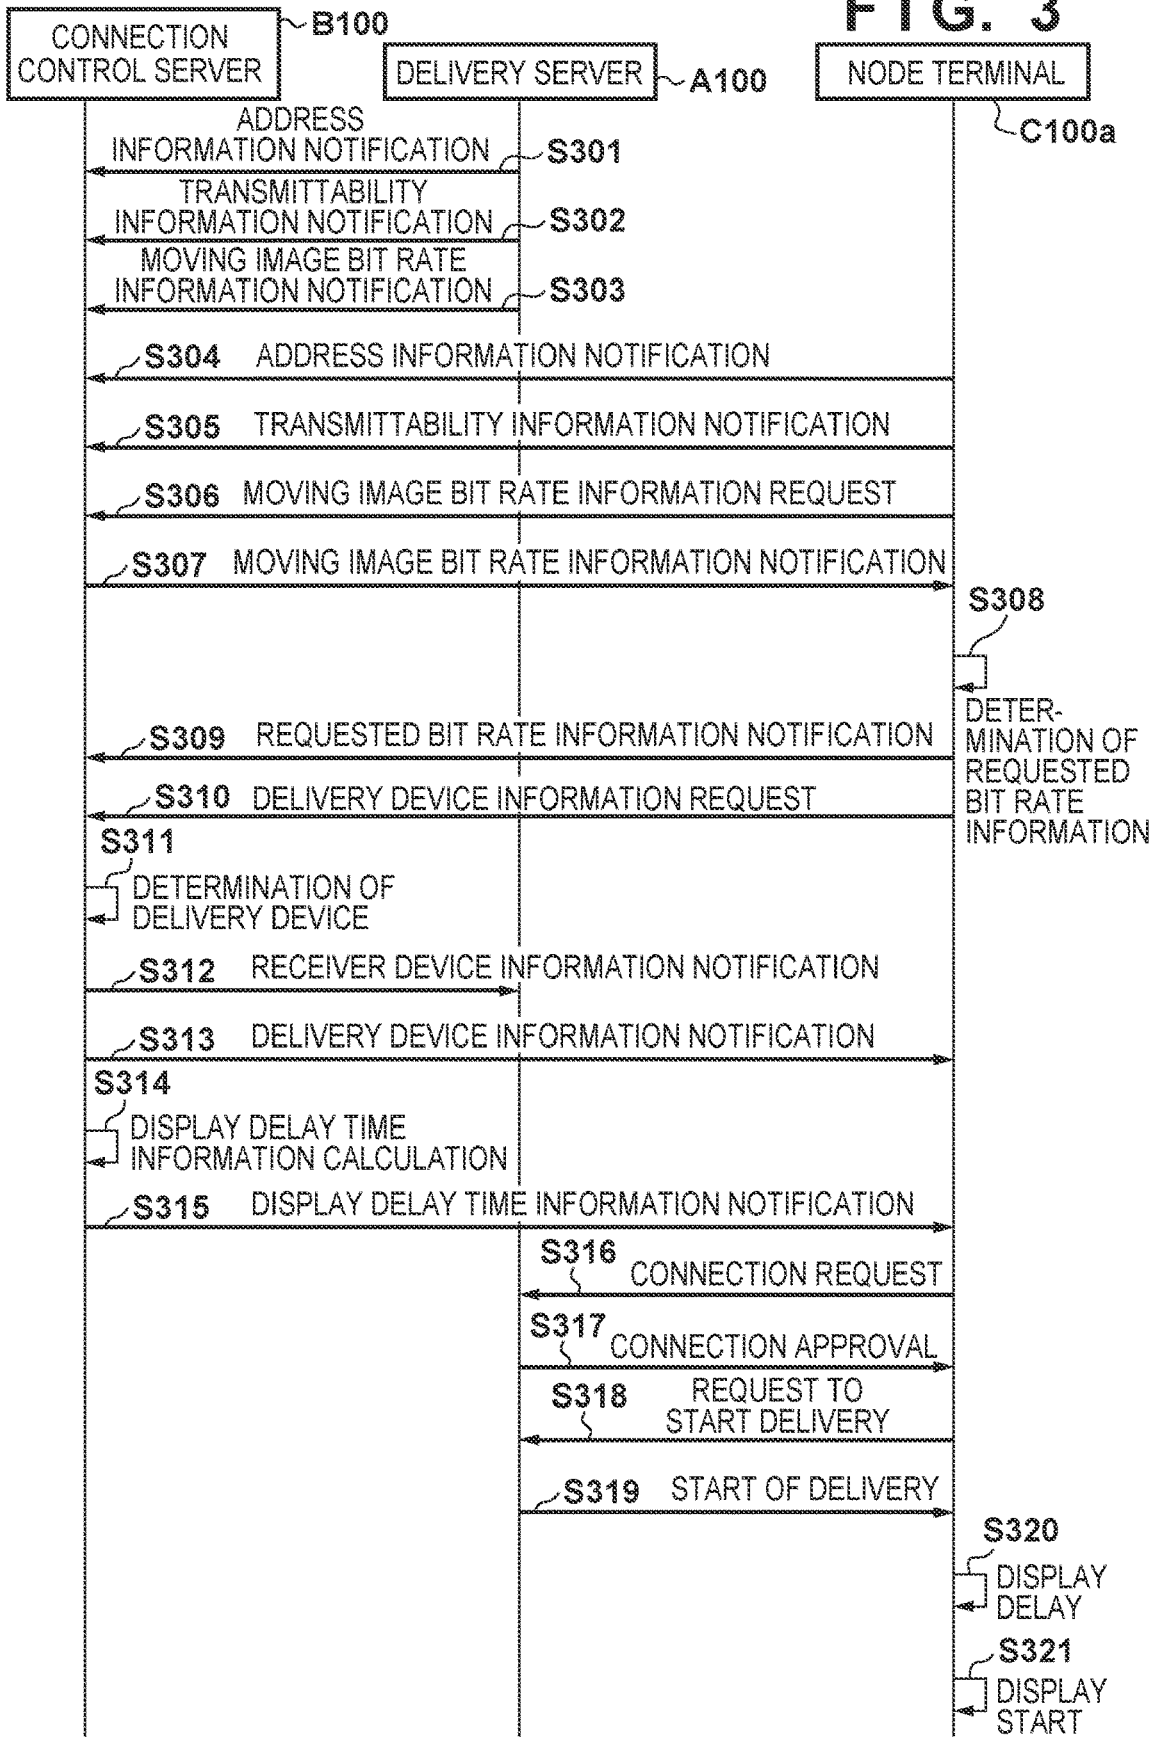 FIG. 3
CONNECTION
CONTROL SERVER
B100
DELIVERY SERVER
A100
NODE TERMINAL
C100a
ADDRESS
INFORMATION NOTIFICATION
S301
TRANSMITTABILITY
INFORMATION NOTIFICATION
S302
MOVING IMAGE BIT RATE
INFORMATION NOTIFICATION
S303
S304 ADDRESS INFORMATION NOTIFICATION
S305 TRANSMITTABILITY INFORMATION NOTIFICATION
S306 MOVING IMAGE BIT RATE INFORMATION REQUEST
S307 MOVING IMAGE BIT RATE INFORMATION NOTIFICATION
S308
DETER-
MINATION OF
REQUESTED
BIT RATE
INFORMATION
S309 REQUESTED BIT RATE INFORMATION NOTIFICATION
S310 DELIVERY DEVICE INFORMATION REQUEST
S311
DETERMINATION OF
DELIVERY DEVICE
S312 RECEIVER DEVICE INFORMATION NOTIFICATION
S313 DELIVERY DEVICE INFORMATION NOTIFICATION
S314
DISPLAY DELAY TIME
INFORMATION CALCULATION
S315 DISPLAY DELAY TIME INFORMATION NOTIFICATION
S316
CONNECTION REQUEST
S317
CONNECTION APPROVAL
S318
REQUEST TO
START DELIVERY
S319 START OF DELIVERY
S320
DISPLAY
DELAY
S321
DISPLAY
START